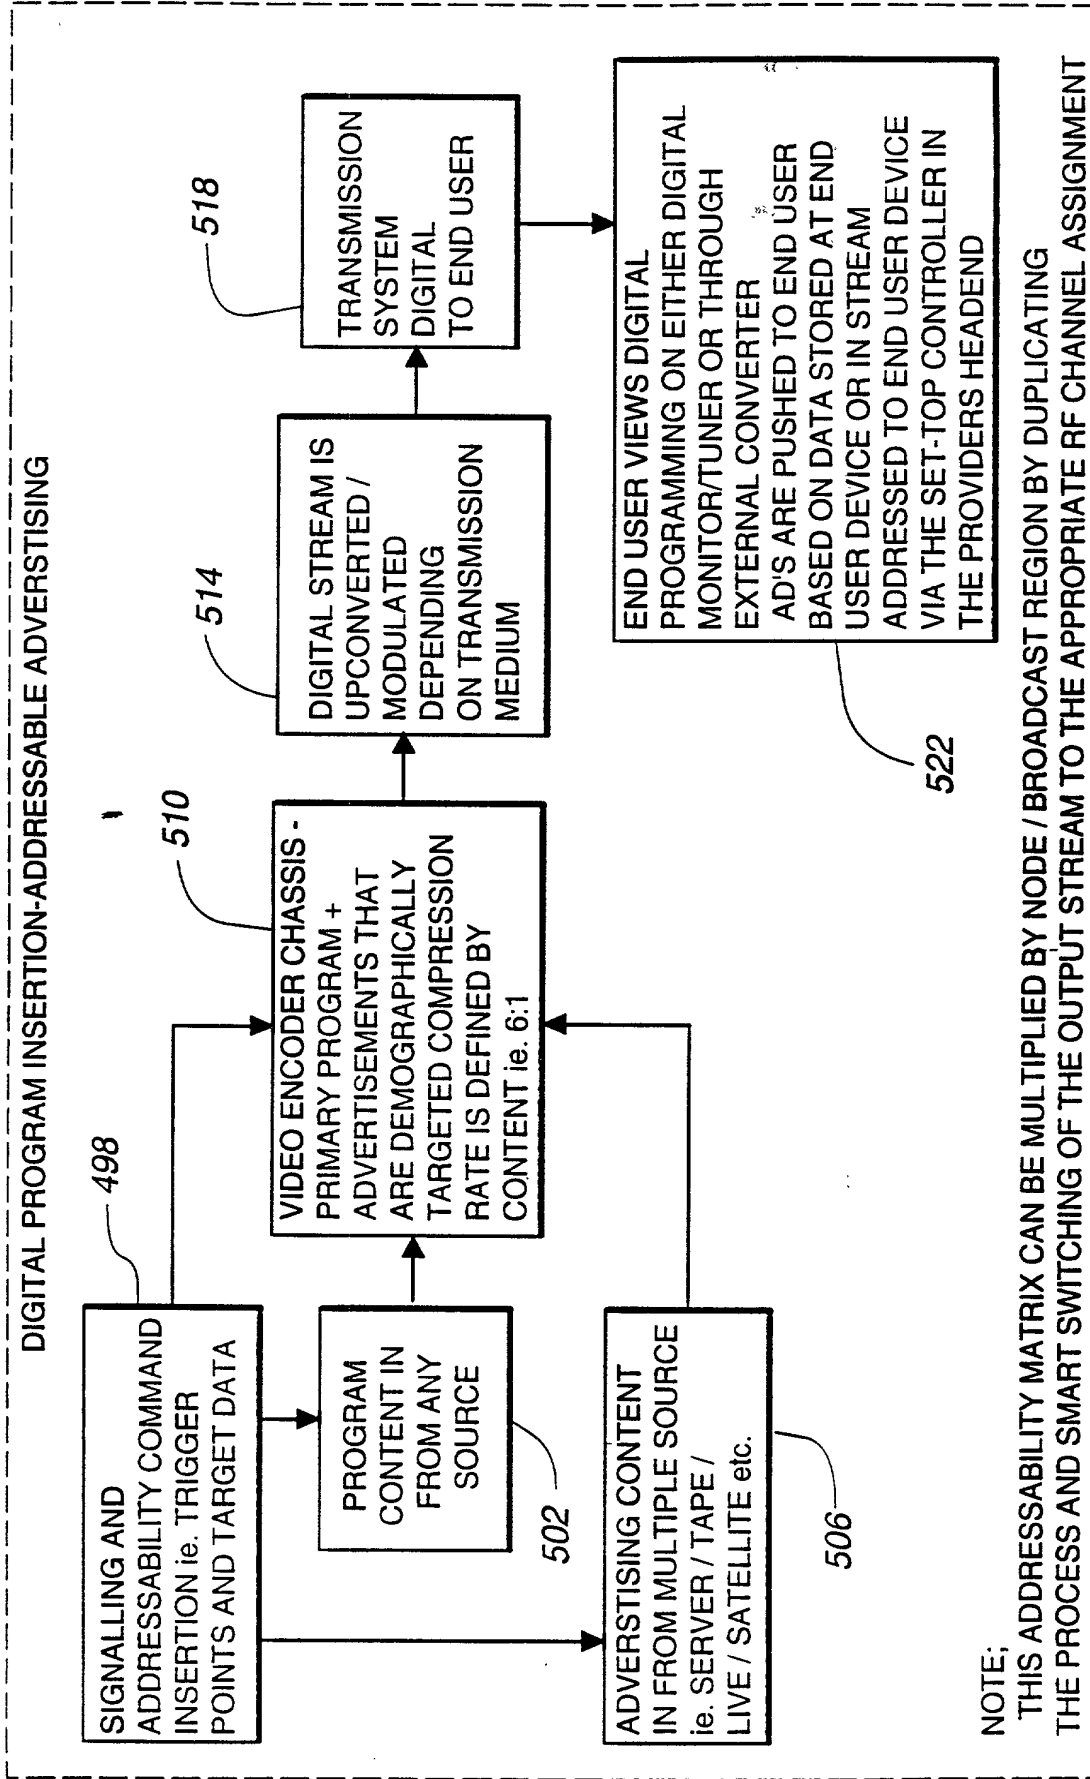 DIGITAL PROGRAM INSERTION-ADDRESSABLE ADVERSTISING
SIGNALLING AND
ADDRESSABILITY COMMAND
INSERTION ie. TRIGGER
POINTS AND TARGET DATA
498
PROGRAM
CONTENT IN
FROM ANY
SOURCE
502
ADVERSTISING CONTENT
IN FROM MULTIPLE SOURCE
ie. SERVER / TAPE /
LIVE / SATELLITE etc.
506
VIDEO ENCODER CHASSIS -
PRIMARY PROGRAM +
ADVERTISEMENTS THAT
ARE DEMOGRAPHICALLY
TARGETED COMPRESSION
RATE IS DEFINED BY
CONTENT ie. 6:1
510
DIGITAL STREAM IS
UPCONVERTED /
MODULATED
DEPENDING
ON TRANSMISSION
MEDIUM
514
TRANSMISSION
SYSTEM
DIGITAL
TO END USER
518
END USER VIEWS DIGITAL
PROGRAMMING ON EITHER DIGITAL
MONITOR/TUNER OR THROUGH
EXTERNAL CONVERTER
AD'S ARE PUSHED TO END USER
BASED ON DATA STORED AT END
USER DEVICE OR IN STREAM
ADDRESSED TO END USER DEVICE
VIA THE SET-TOP CONTROLLER IN
THE PROVIDERS HEADEND
522
NOTE;
THIS ADDRESSABILITY MATRIX CAN BE MULTIPLIED BY NODE / BROADCAST REGION BY DUPLICATING
THE PROCESS AND SMART SWITCHING OF THE OUTPUT STREAM TO THE APPROPRIATE RF CHANNEL ASSIGNMENT